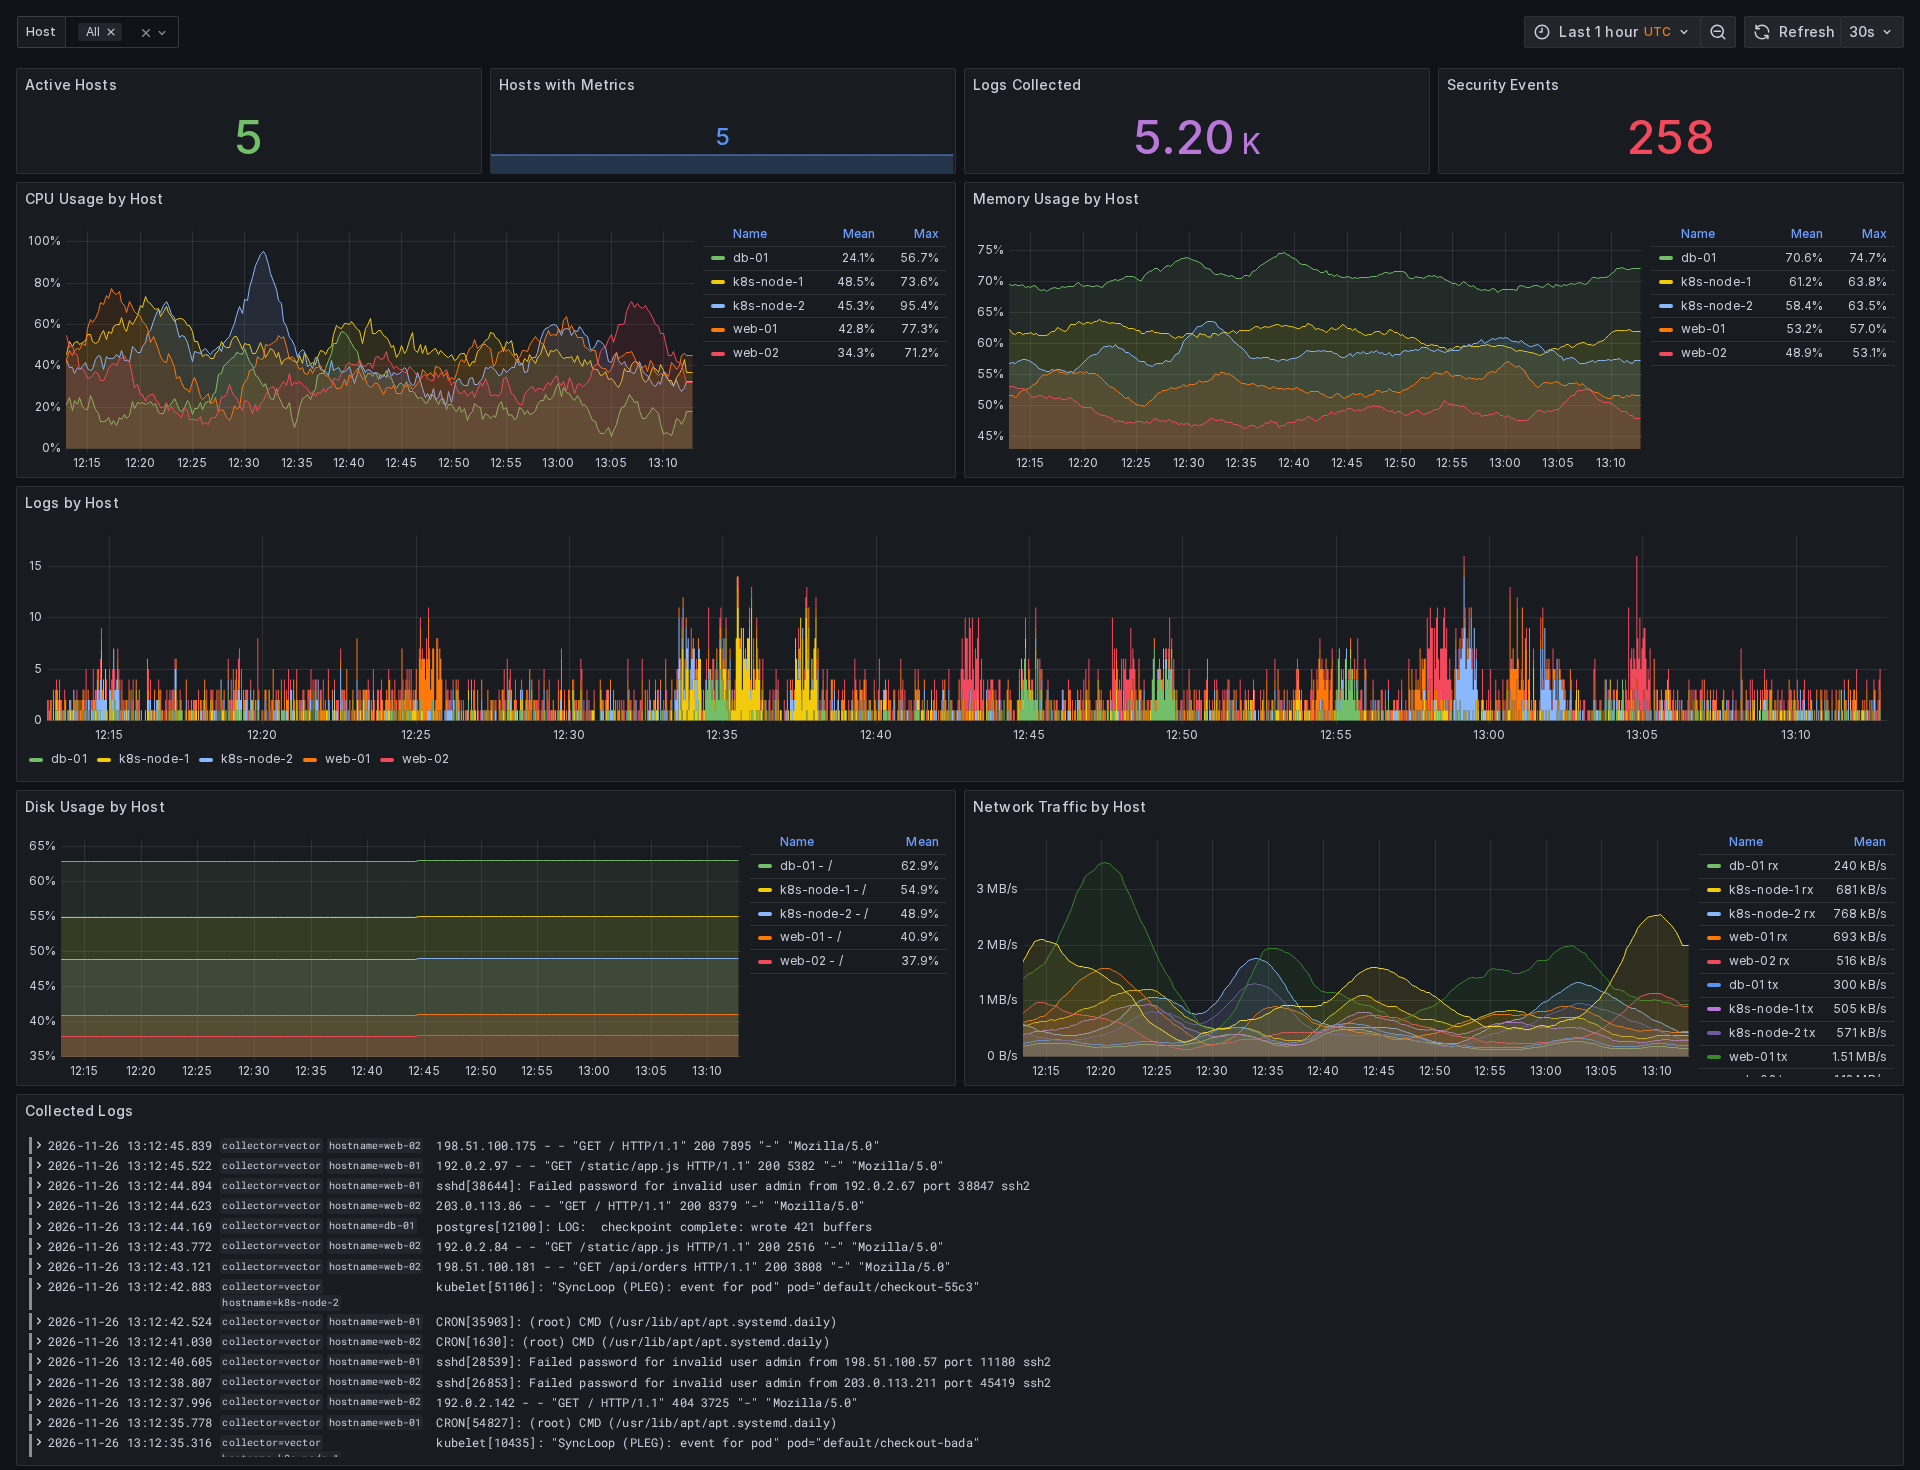 Host All
Last 1 hour UTC Refresh 30s
Active Hosts
5
Hosts with Metrics
5
Logs Collected
5.20 K
Security Events
258
CPU Usage by Host
100%
80%
60%
40%
20%
0%
12:15 12:20 12:25 12:30 12:35 12:40 12:45 12:50 12:55 13:00 13:05 13:10
Name Mean Max
db-01 24.1% 56.7%
k8s-node-1 48.5% 73.6%
k8s-node-2 45.3% 95.4%
web-01 42.8% 77.3%
web-02 34.3% 71.2%
Memory Usage by Host
75%
70%
65%
60%
55%
50%
45%
12:15 12:20 12:25 12:30 12:35 12:40 12:45 12:50 12:55 13:00 13:05 13:10
Name Mean Max
db-01 70.6% 74.7%
k8s-node-1 61.2% 63.8%
k8s-node-2 58.4% 63.5%
web-01 53.2% 57.0%
web-02 48.9% 53.1%
Logs by Host
15
10
5
0
12:15 12:20 12:25 12:30 12:35 12:40 12:45 12:50 12:55 13:00 13:05 13:10
db-01 k8s-node-1 k8s-node-2 web-01 web-02
Disk Usage by Host
65%
60%
55%
50%
45%
40%
35%
12:15 12:20 12:25 12:30 12:35 12:40 12:45 12:50 12:55 13:00 13:05 13:10
Name Mean
db-01 - / 62.9%
k8s-node-1 - / 54.9%
k8s-node-2 - / 48.9%
web-01 - / 40.9%
web-02 - / 37.9%
Network Traffic by Host
3 MB/s
2 MB/s
1 MB/s
0 B/s
12:15 12:20 12:25 12:30 12:35 12:40 12:45 12:50 12:55 13:00 13:05 13:10
Name Mean
db-01 rx 240 kB/s
k8s-node-1 rx 681 kB/s
k8s-node-2 rx 768 kB/s
web-01 rx 693 kB/s
web-02 rx 516 kB/s
db-01 tx 300 kB/s
k8s-node-1 tx 505 kB/s
k8s-node-2 tx 571 kB/s
web-01 tx 1.51 MB/s
Collected Logs
2026-11-26 13:12:45.839 collector=vector hostname=web-02 198.51.100.175 - - "GET / HTTP/1.1" 200 7895 "-" "Mozilla/5.0"
2026-11-26 13:12:45.522 collector=vector hostname=web-01 192.0.2.97 - - "GET /static/app.js HTTP/1.1" 200 5382 "-" "Mozilla/5.0"
2026-11-26 13:12:44.894 collector=vector hostname=web-01 sshd[38644]: Failed password for invalid user admin from 192.0.2.67 port 38847 ssh2
2026-11-26 13:12:44.623 collector=vector hostname=web-02 203.0.113.86 - - "GET / HTTP/1.1" 200 8379 "-" "Mozilla/5.0"
2026-11-26 13:12:44.169 collector=vector hostname=db-01 postgres[12100]: LOG:  checkpoint complete: wrote 421 buffers
2026-11-26 13:12:43.772 collector=vector hostname=web-02 192.0.2.84 - - "GET /static/app.js HTTP/1.1" 200 2516 "-" "Mozilla/5.0"
2026-11-26 13:12:43.121 collector=vector hostname=web-02 198.51.100.181 - - "GET /api/orders HTTP/1.1" 200 3808 "-" "Mozilla/5.0"
2026-11-26 13:12:42.883 collector=vector kubelet[51106]: "SyncLoop (PLEG): event for pod" pod="default/checkout-55c3"
hostname=k8s-node-2
2026-11-26 13:12:42.524 collector=vector hostname=web-01 CRON[35903]: (root) CMD (/usr/lib/apt/apt.systemd.daily)
2026-11-26 13:12:41.030 collector=vector hostname=web-02 CRON[1630]: (root) CMD (/usr/lib/apt/apt.systemd.daily)
2026-11-26 13:12:40.605 collector=vector hostname=web-01 sshd[28539]: Failed password for invalid user admin from 198.51.100.57 port 11180 ssh2
2026-11-26 13:12:38.807 collector=vector hostname=web-02 sshd[26853]: Failed password for invalid user admin from 203.0.113.211 port 45419 ssh2
2026-11-26 13:12:37.996 collector=vector hostname=web-02 192.0.2.142 - - "GET / HTTP/1.1" 404 3725 "-" "Mozilla/5.0"
2026-11-26 13:12:35.778 collector=vector hostname=web-01 CRON[54827]: (root) CMD (/usr/lib/apt/apt.systemd.daily)
2026-11-26 13:12:35.316 collector=vector kubelet[10435]: "SyncLoop (PLEG): event for pod" pod="default/checkout-bada"